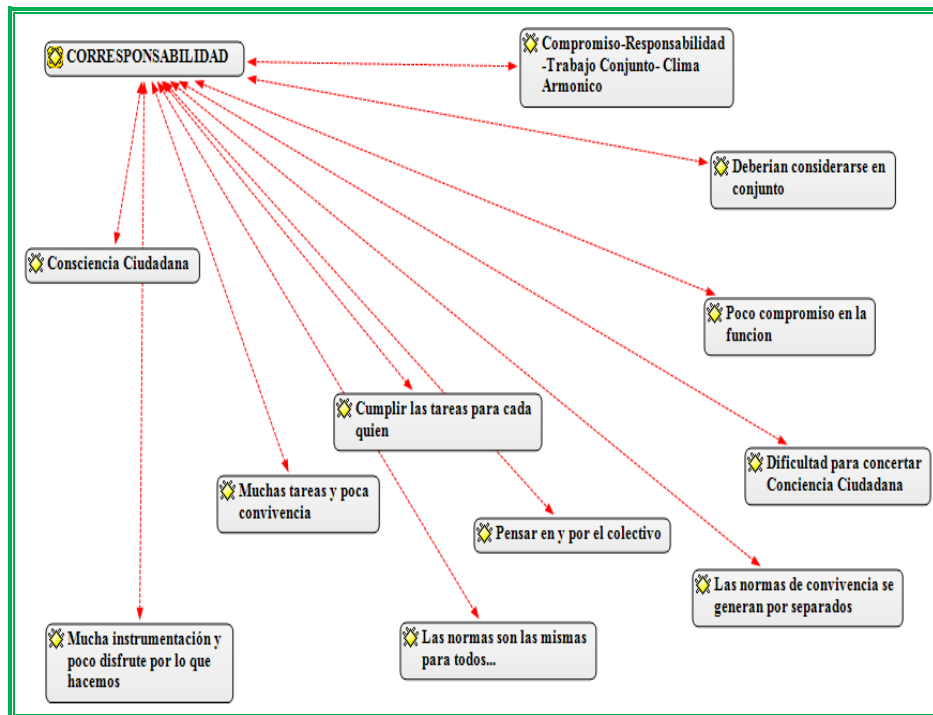 CORRESPONSABILIDAD
Compromiso-Responsabilidad
-Trabajo Conjunto- Clima
Armonico
Deberian considerarse en
conjunto
Consciencia Ciudadana
Poco compromiso en la
funcion
Cumplir las tareas para cada
quien
Dificultad para concertar
Conciencia Ciudadana
Muchas tareas y poca
convivencia
Pensar en y por el colectivo
Las normas de convivencia se
generan por separados
Mucha instrumentación y
poco disfrute por lo que
hacemos
Las normas son las mismas
para todos...